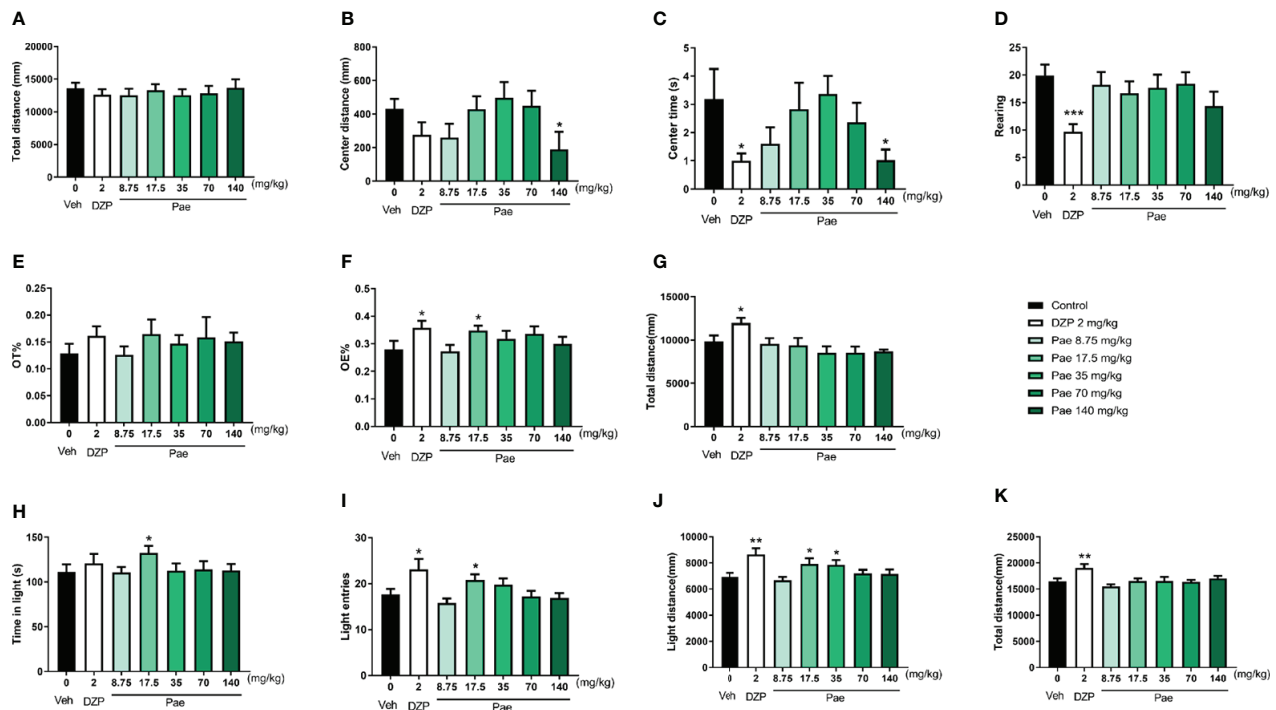 A
Total distance (mm)
20000
15000
10000
5000
0
0 2 8.75 17.5 35 70 140 (mg/kg)
Veh DZP Pae
B
Center distance (mm)
800
600
400
200
0
*
0 2 8.75 17.5 35 70 140 (mg/kg)
Veh DZP Pae
C
Center time (s)
5
4
3
2
1
0
* *
0 2 8.75 17.5 35 70 140 (mg/kg)
Veh DZP Pae
D
Rearing
25
20
15
10
5
0
***
0 2 8.75 17.5 35 70 140 (mg/kg)
Veh DZP Pae
E
OT%
0.25
0.20
0.15
0.10
0.05
0.00
0 2 8.75 17.5 35 70 140 (mg/kg)
Veh DZP Pae
F
OE%
0.5
0.4
0.3
0.2
0.1
0.0
* *
0 2 8.75 17.5 35 70 140 (mg/kg)
Veh DZP Pae
G
Total distance(mm)
15000
10000
5000
0
*
0 2 8.75 17.5 35 70 140 (mg/kg)
Veh DZP Pae
Control
DZP 2 mg/kg
Pae 8.75 mg/kg
Pae 17.5 mg/kg
Pae 35 mg/kg
Pae 70 mg/kg
Pae 140 mg/kg
H
Time in light (s)
150
100
50
0
*
0 2 8.75 17.5 35 70 140 (mg/kg)
Veh DZP Pae
I
Light entries
30
20
10
0
* *
0 2 8.75 17.5 35 70 140 (mg/kg)
Veh DZP Pae
J
Light distance(mm)
10000
8000
6000
4000
2000
0
** * *
0 2 8.75 17.5 35 70 140 (mg/kg)
Veh DZP Pae
K
Total distance(mm)
25000
20000
15000
10000
5000
0
**
0 2 8.75 17.5 35 70 140 (mg/kg)
Veh DZP Pae